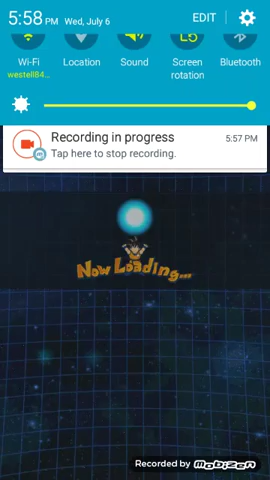 5:58 PM Wed, July 6 EDIT
Wi-Fi
westell84...
Location
Sound
Screen
rotation
Bluetooth
Recording in progress 5:57 PM
Tap here to stop recording.
Now Loading...
Recorded by MOBIZEN